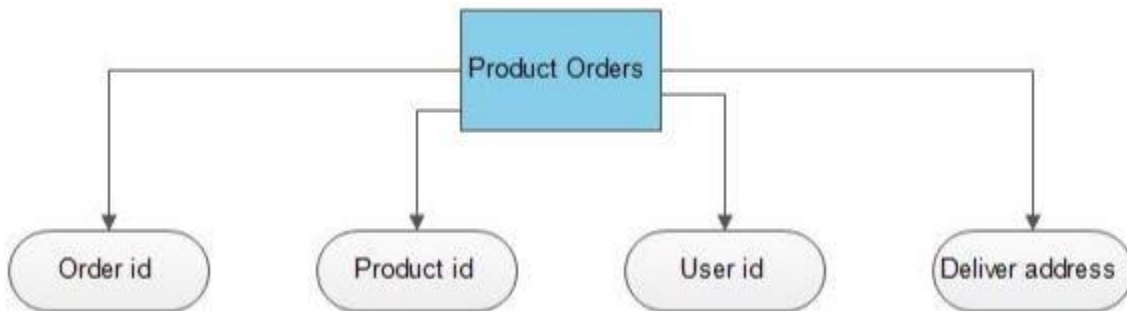 Product Orders
Order id
Product id
User id
Deliver address